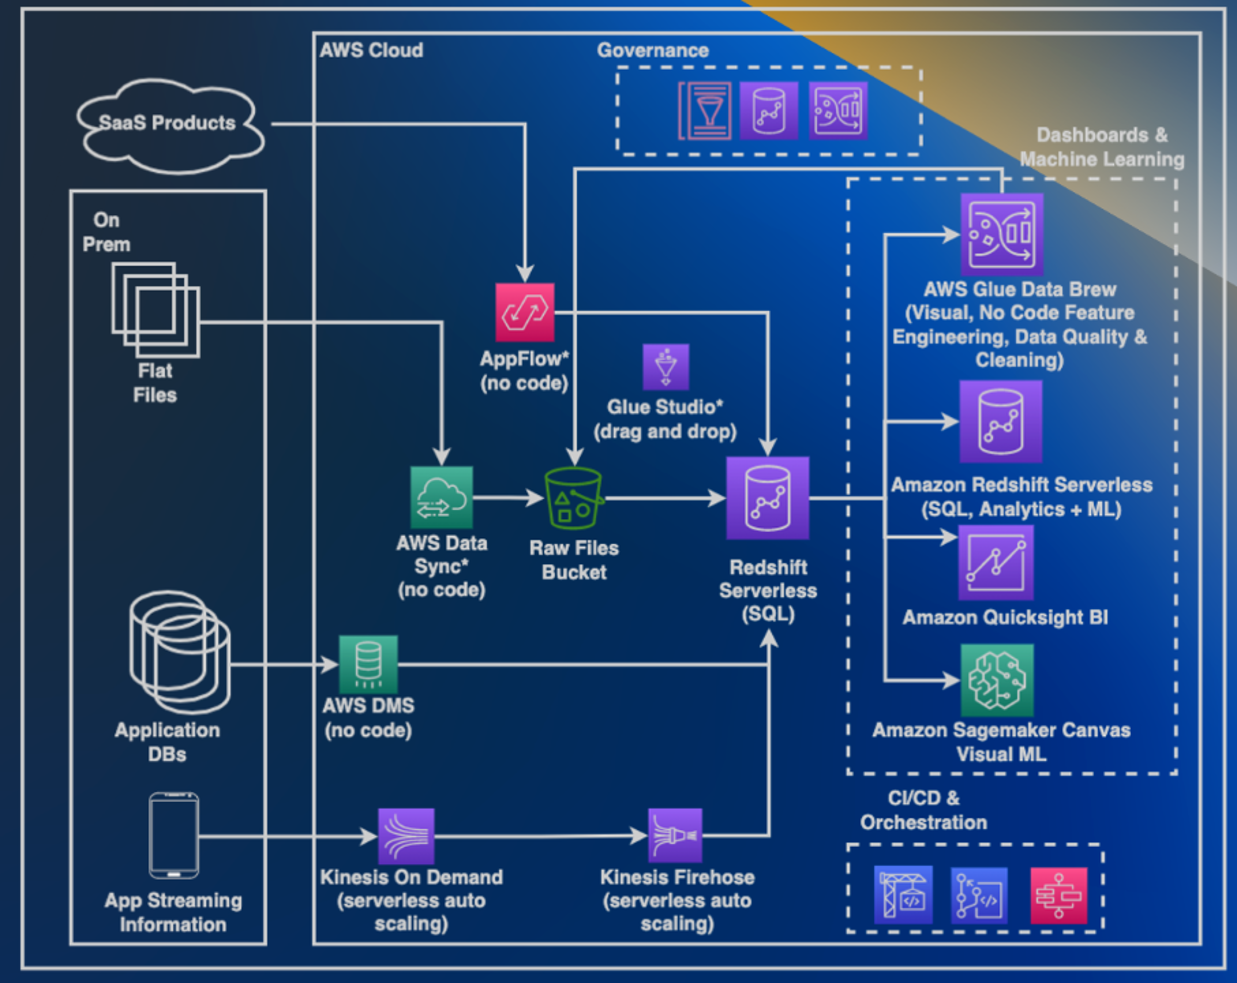 AWS Cloud
Governance
SaaS Products
Dashboards &
Machine Learning
On
Prem
Flat
Files
AppFlow*
(no code)
Glue Studio*
(drag and drop)
AWS Glue Data Brew
(Visual, No Code Feature
Engineering, Data Quality &
Cleaning)
Amazon Redshift Serverless
(SQL, Analytics + ML)
AWS Data
Sync*
(no code)
Raw Files
Bucket
Redshift
Serverless
(SQL)
Amazon Quicksight BI
Application
DBs
AWS DMS
(no code)
Amazon Sagemaker Canvas
Visual ML
CI/CD &
Orchestration
App Streaming
Information
Kinesis On Demand
(serverless auto
scaling)
Kinesis Firehose
(serverless auto
scaling)